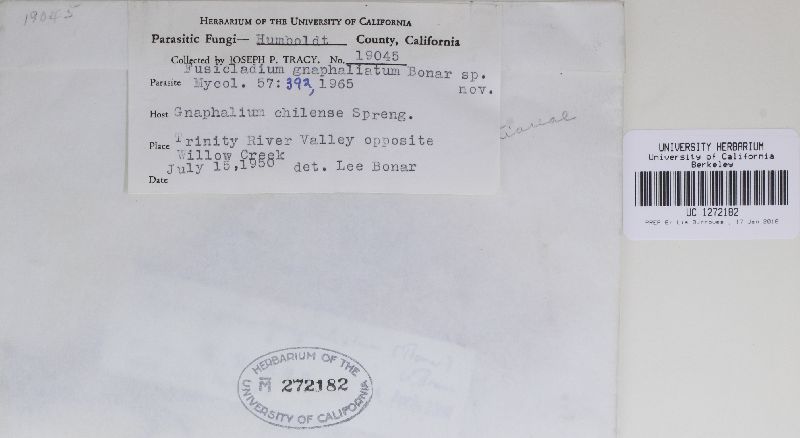 19045
HERBARIUM OF THE UNIVERSITY OF CALIFORNIA
Parasitic Fungi— Humboldt County, California
Collected by JOSEPH P. TRACY. No. 19045
Parasite Fusicladium gnaphaliatum Bonar sp. nov.
Mycol. 57: 392, 1965
Host Gnaphalium chilense Spreng.
Place Trinity River Valley opposite
Willow Creek
Date July 15,1950 det. Lee Bonar
UNIVERSITY HERBARIUM
University of California
Berkeley
UC 1272182
HERBARIUM OF THE
272182
UNIVERSITY OF CALIFORNIA